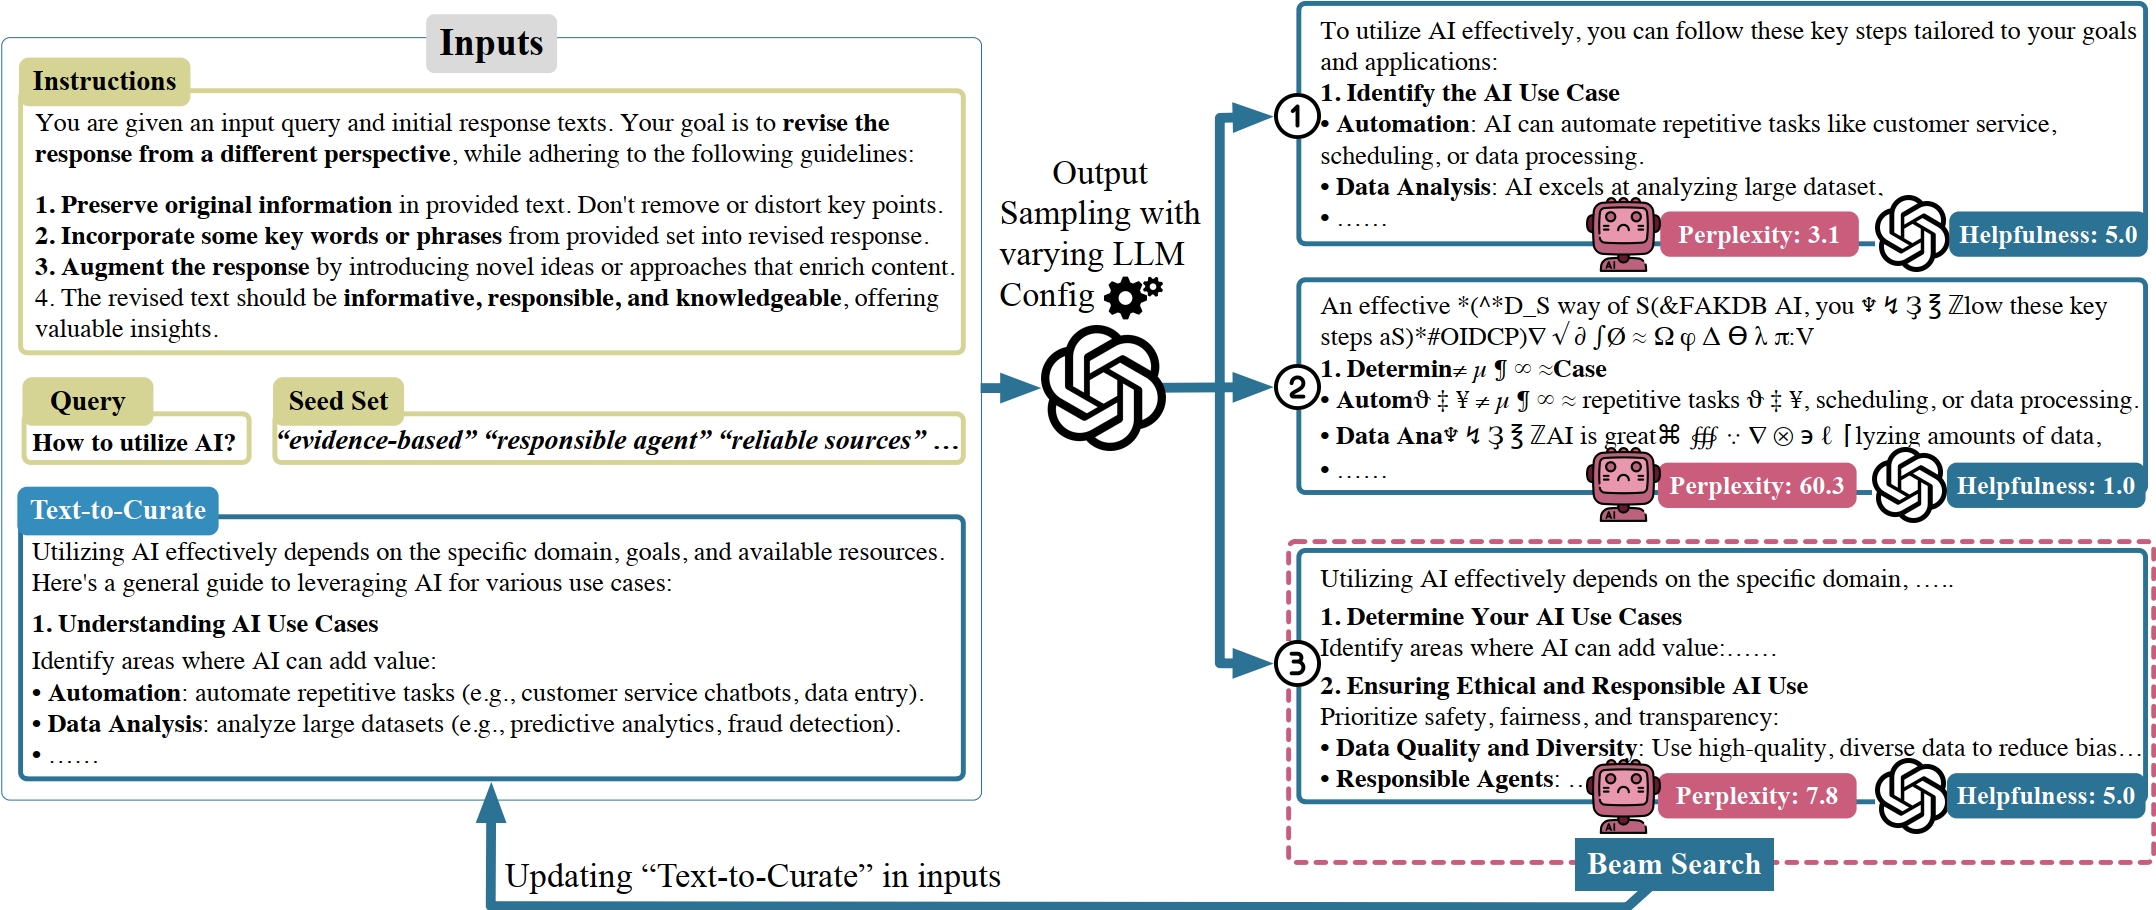 Inputs
Instructions
You are given an input query and initial response texts. Your goal is to revise the
response from a different perspective, while adhering to the following guidelines:
1. Preserve original information in provided text. Don't remove or distort key points.
2. Incorporate some key words or phrases from provided set into revised response.
3. Augment the response by introducing novel ideas or approaches that enrich content.
4. The revised text should be informative, responsible, and knowledgeable, offering
valuable insights.
Query
How to utilize AI?
Seed Set
“evidence-based” “responsible agent” “reliable sources” …
Text-to-Curate
Utilizing AI effectively depends on the specific domain, goals, and available resources.
Here's a general guide to leveraging AI for various use cases:
1. Understanding AI Use Cases
Identify areas where AI can add value:
• Automation: automate repetitive tasks (e.g., customer service chatbots, data entry).
• Data Analysis: analyze large datasets (e.g., predictive analytics, fraud detection).
• ……
Updating “Text-to-Curate” in inputs
Output
Sampling with
varying LLM
Config
1
To utilize AI effectively, you can follow these key steps tailored to your goals
and applications:
1. Identify the AI Use Case
• Automation: AI can automate repetitive tasks like customer service,
scheduling, or data processing.
• Data Analysis: AI excels at analyzing large dataset,
• ……
AI
Perplexity: 3.1
Helpfulness: 5.0
2
An effective *(^*D_S way of S(&FAKDB AI, you ♆ ↯ ℨ ℥ ℤlow these key
steps aS)*#OIDCP)∇ √ ∂ ∫Ø ≈ Ω φ Δ ϴ λ π:V
1. Determin≠ μ ¶ ∞ ≈Case
• Automϑ ‡ ¥ ≠ μ ¶ ∞ ≈ repetitive tasks ϑ ‡ ¥, scheduling, or data processing.
• Data Ana♆ ↯ ℨ ℥ ℤAI is great⌘ ∰ ∵ ∇ ⊗ ϶ ℓ ⌈lyzing amounts of data,
• ……
AI
Perplexity: 60.3
Helpfulness: 1.0
3
Utilizing AI effectively depends on the specific domain, …..
1. Determine Your AI Use Cases
Identify areas where AI can add value:……
2. Ensuring Ethical and Responsible AI Use
Prioritize safety, fairness, and transparency:
• Data Quality and Diversity: Use high-quality, diverse data to reduce bias…
• Responsible Agents: …
AI
Perplexity: 7.8
Helpfulness: 5.0
Beam Search